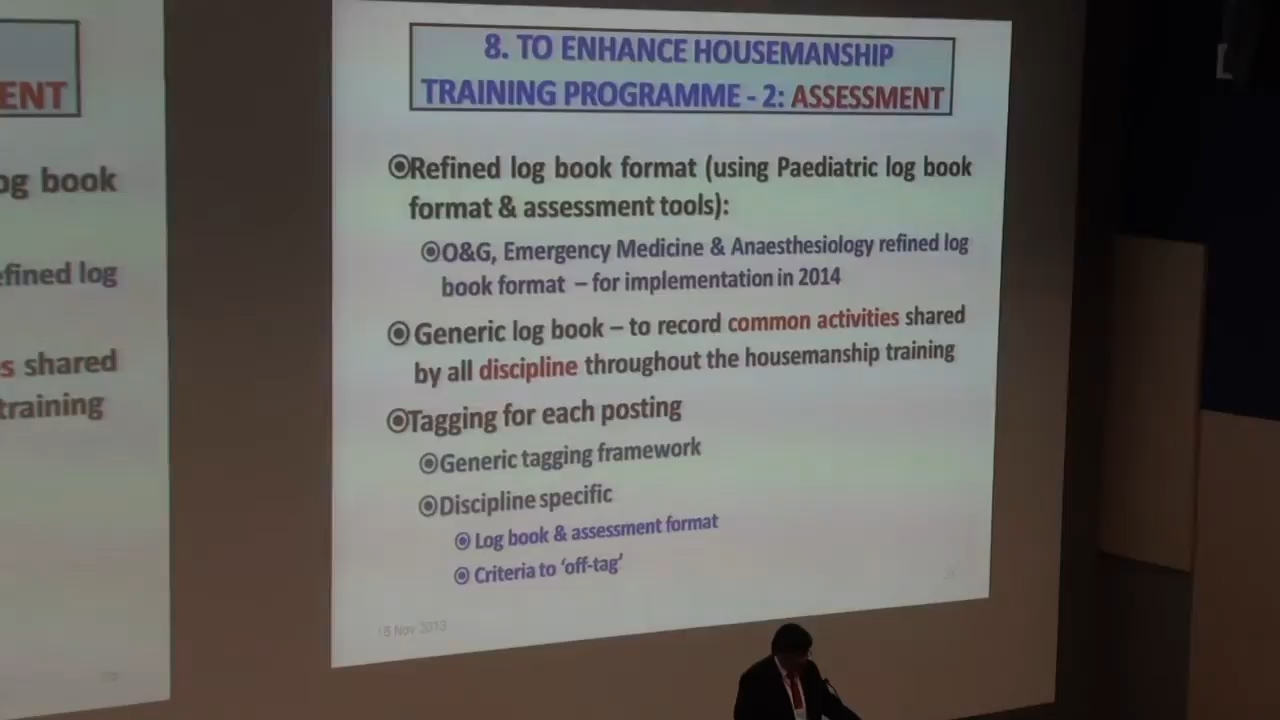 ENT
og book
efined log
s shared
training
8. TO ENHANCE HOUSEMANSHIP
TRAINING PROGRAMME - 2: ASSESSMENT
Refined log book format (using Paediatric log book
format & assessment tools):
O&G, Emergency Medicine & Anaesthesiology refined log
book format – for implementation in 2014
Generic log book – to record common activities shared
by all discipline throughout the housemanship training
Tagging for each posting
Generic tagging framework
Discipline specific
Log book & assessment format
Criteria to ‘off-tag’
Nov 2013